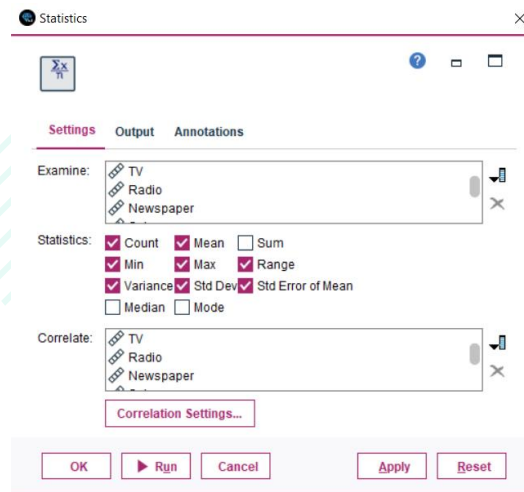 Statistics
Σx
n
Settings Output Annotations
Examine: TV
Radio
Newspaper
Statistics: Count Mean Sum
Min Max Range
Variance Std Dev Std Error of Mean
Median Mode
Correlate: TV
Radio
Newspaper
Correlation Settings...
OK Run Cancel Apply Reset